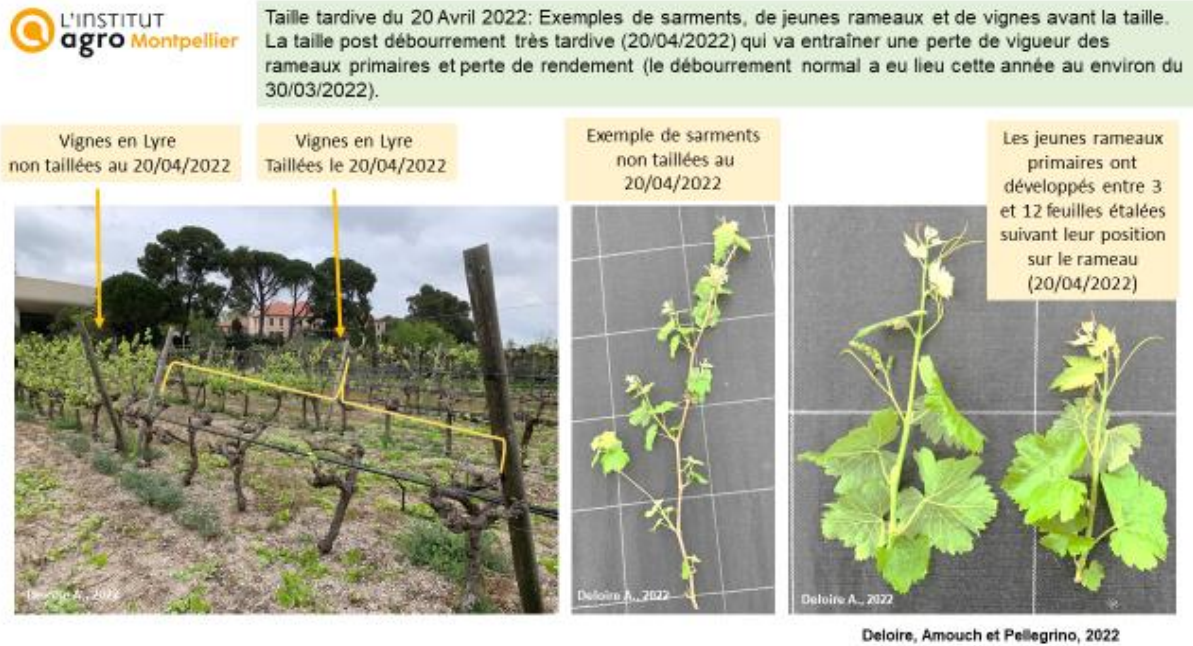 L'INSTITUT
agro Montpellier
Taille tardive du 20 Avril 2022: Exemples de sarments, de jeunes rameaux et de vignes avant la taille.
La taille post débourrement très tardive (20/04/2022) qui va entraîner une perte de vigueur des
rameaux primaires et perte de rendement (le débourrement normal a eu lieu cette année au environ du
30/03/2022).
Vignes en Lyre
non taillées au 20/04/2022
Vignes en Lyre
Taillées le 20/04/2022
Exemple de sarments
non taillées au
20/04/2022
Les jeunes rameaux
primaires ont
développés entre 3
et 12 feuilles étalées
suivant leur position
sur le rameau
(20/04/2022)
Deloire A., 2022
Deloire A., 2022
Deloire A., 2022
Deloire, Amouch et Pellegrino, 2022